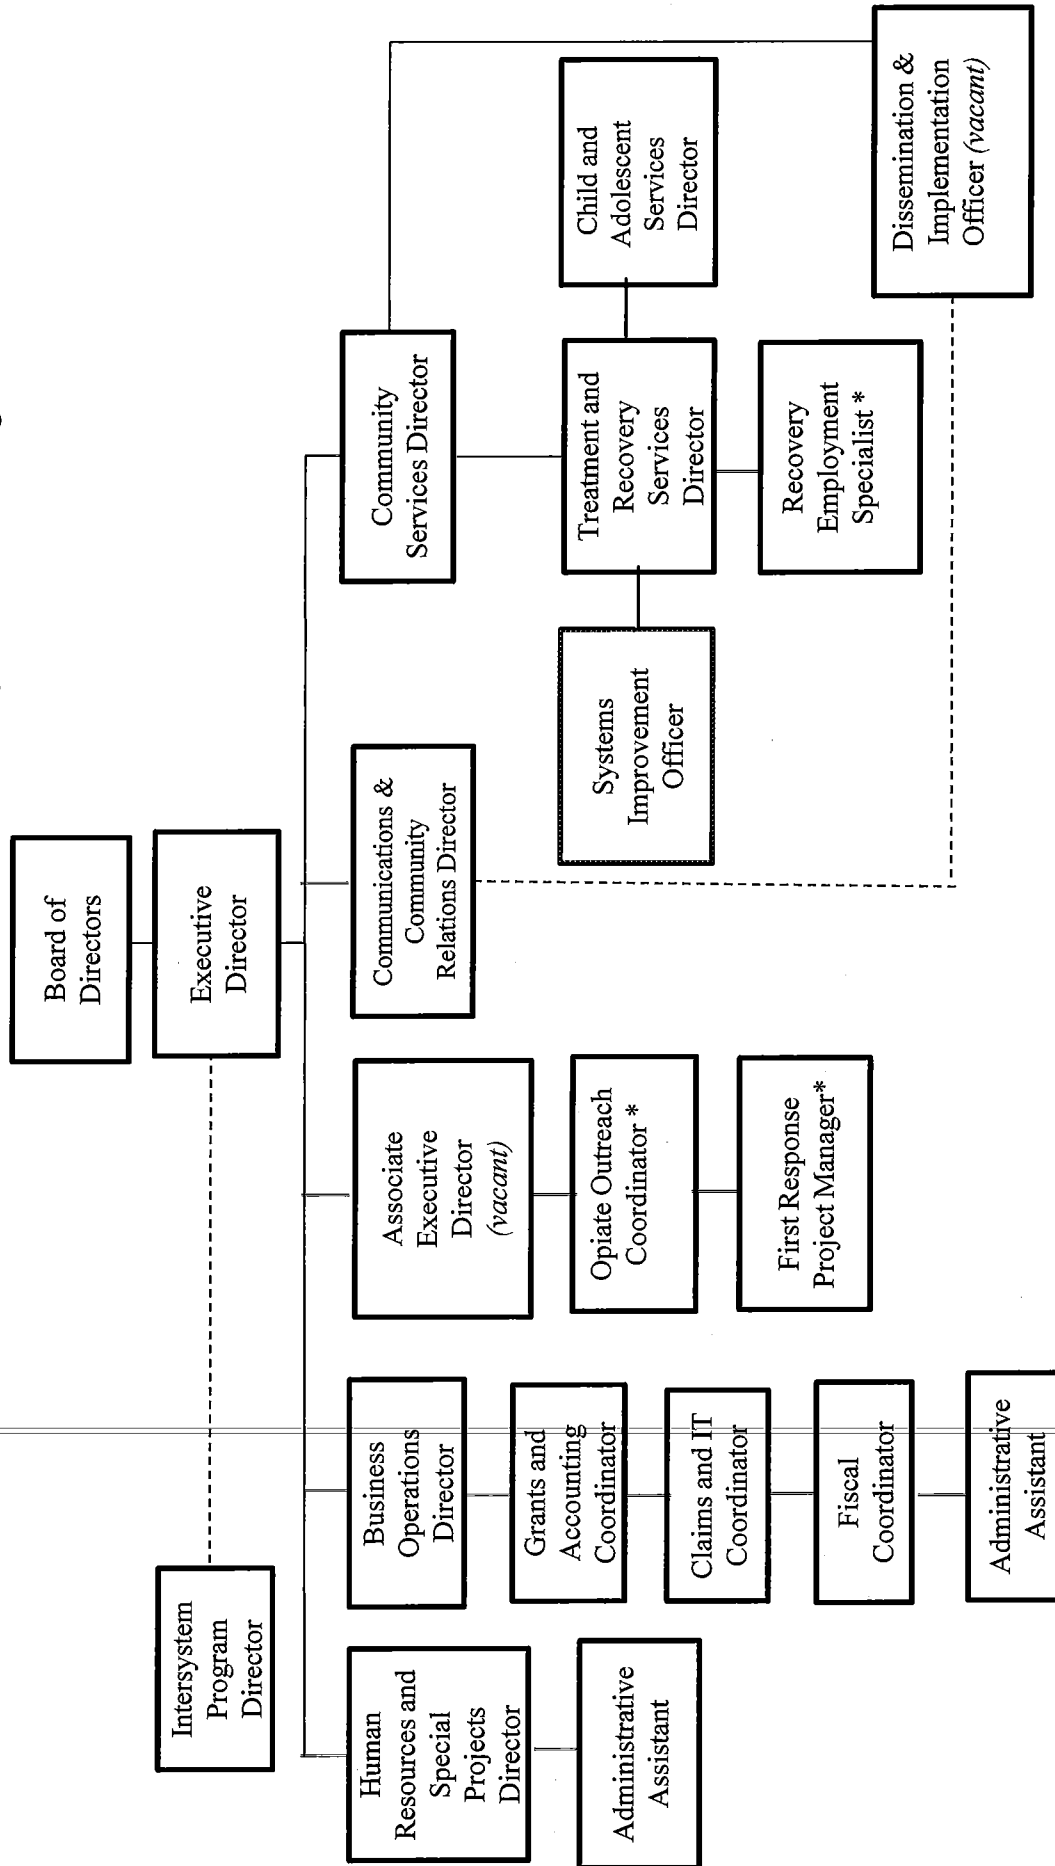 Board of
Directors
Executive
Director
Intersystem
Program
Director
Human
Resources and
Special
Projects
Director
Administrative
Assistant
Business
Operations
Director
Grants and
Accounting
Coordinator
Claims and IT
Coordinator
Fiscal
Coordinator
Administrative
Assistant
Associate
Executive
Director
(vacant)
Opiate Outreach
Coordinator *
First Response
Project Manager*
Communications &
Community
Relations Director
Community
Services Director
Systems
Improvement
Officer
Treatment and
Recovery
Services
Director
Child and
Adolescent
Services
Director
Recovery
Employment
Specialist *
Dissemination &
Implementation
Officer (vacant)